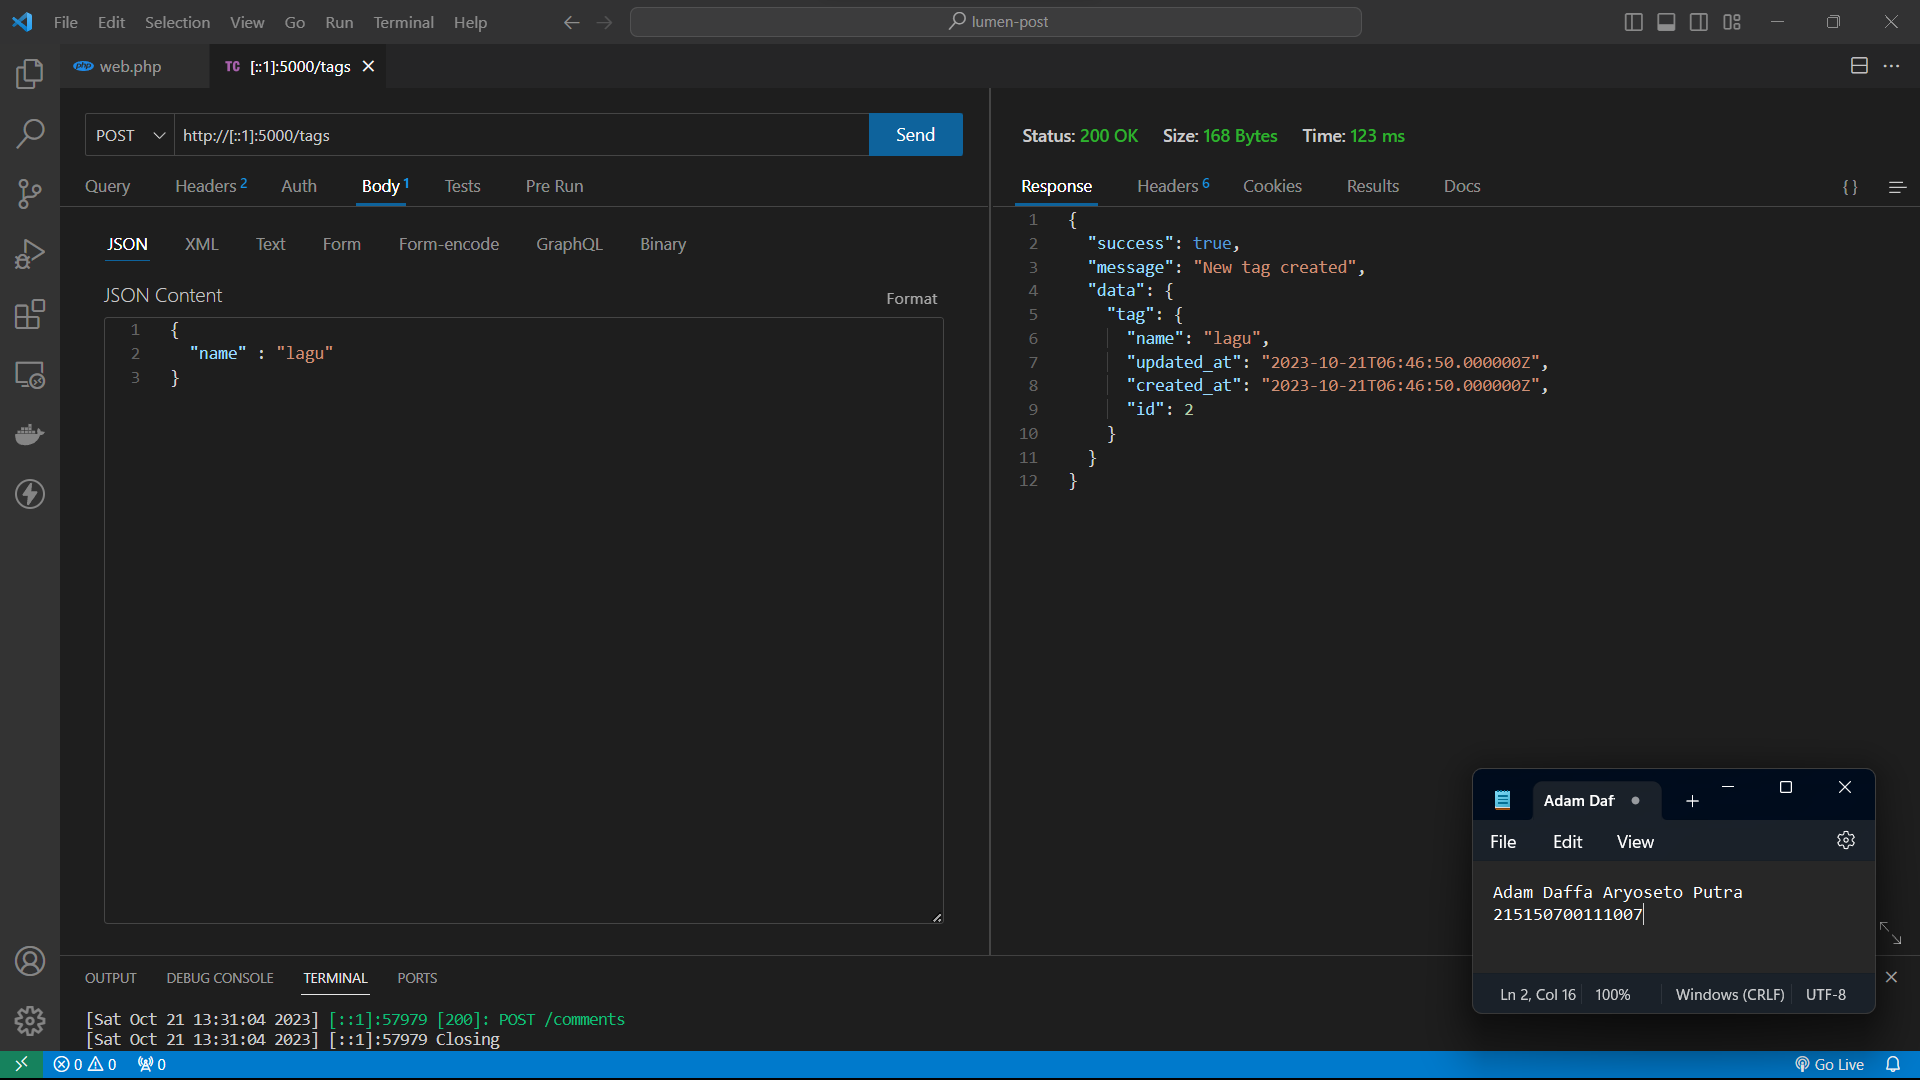 File Edit Selection View Go Run Terminal Help
lumen-post
php web.php
TC [::1]:5000/tags
POST http://[::1]:5000/tags Send
Query Headers 2 Auth Body 1 Tests Pre Run
JSON XML Text Form Form-encode GraphQL Binary
JSON Content
Format
1 {
2 "name" : "lagu"
3 }
Status: 200 OK Size: 168 Bytes Time: 123 ms
Response Headers 6 Cookies Results Docs {}
1 {
2 "success": true,
3 "message": "New tag created",
4 "data": {
5 "tag": {
6 "name": "lagu",
7 "updated_at": "2023-10-21T06:46:50.000000Z",
8 "created_at": "2023-10-21T06:46:50.000000Z",
9 "id": 2
10 }
11 }
12 }
Adam Daf
File Edit View
Adam Daffa Aryoseto Putra
215150700111007
Ln 2, Col 16 100% Windows (CRLF) UTF-8
OUTPUT DEBUG CONSOLE TERMINAL PORTS
[Sat Oct 21 13:31:04 2023] [::1]:57979 [200]: POST /comments
[Sat Oct 21 13:31:04 2023] [::1]:57979 Closing
0 0 0 Go Live